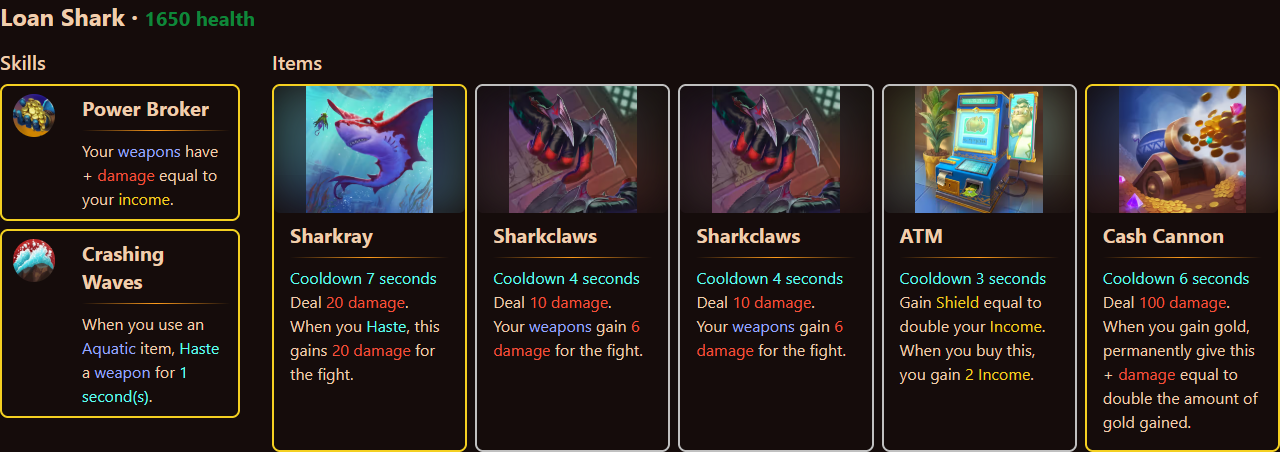 Loan Shark · 1650 health
Skills
Items
Power Broker
Your weapons have
+ damage equal to
your income.
Crashing
Waves
When you use an
Aquatic item, Haste
a weapon for 1
second(s).
Sharkray
Cooldown 7 seconds
Deal 20 damage.
When you Haste, this
gains 20 damage for
the fight.
Sharkclaws
Cooldown 4 seconds
Deal 10 damage.
Your weapons gain 6
damage for the fight.
Sharkclaws
Cooldown 4 seconds
Deal 10 damage.
Your weapons gain 6
damage for the fight.
ATM
Cooldown 3 seconds
Gain Shield equal to
double your Income.
When you buy this,
you gain 2 Income.
Cash Cannon
Cooldown 6 seconds
Deal 100 damage.
When you gain gold,
permanently give this
+ damage equal to
double the amount of
gold gained.